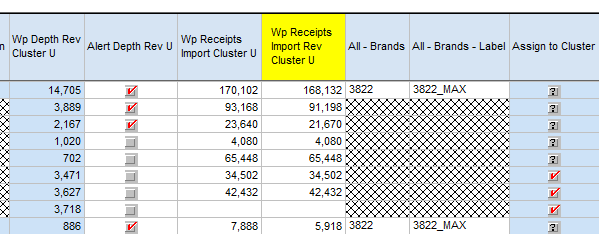 n Wp Depth Rev Cluster U Alert Depth Rev U Wp Receipts Import Cluster U Wp Receipts Import Rev Cluster U All - Brands All - Brands - Label Assign to Cluster
14,705 170,102 168,132 3822 3822_MAX ?
3,889 93,168 91,198 ?
2,167 23,640 21,670 ?
1,020 4,080 4,080 ?
702 65,448 65,448 ?
3,471 34,502 34,502
3,627 42,432 42,432
3,718
886 7,888 5,918 3822 3822_MAX ?